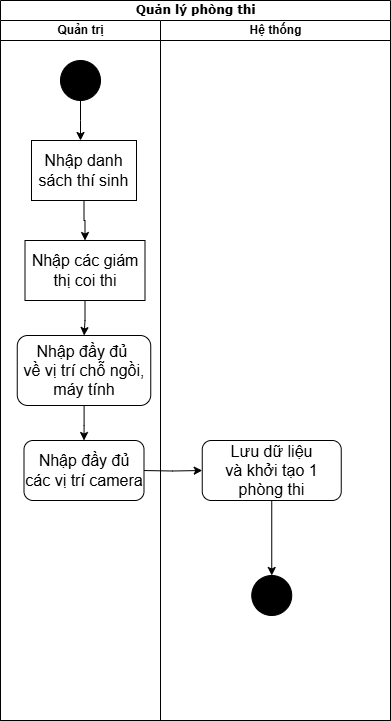 Quản lý phòng thi
Quản trị
Hệ thống
Nhập danh
sách thí sinh
Nhập các giám
thị coi thi
Nhập đầy đủ
về vị trí chỗ ngồi,
máy tính
Nhập đầy đủ
các vị trí camera
Lưu dữ liệu
và khởi tạo 1
phòng thi